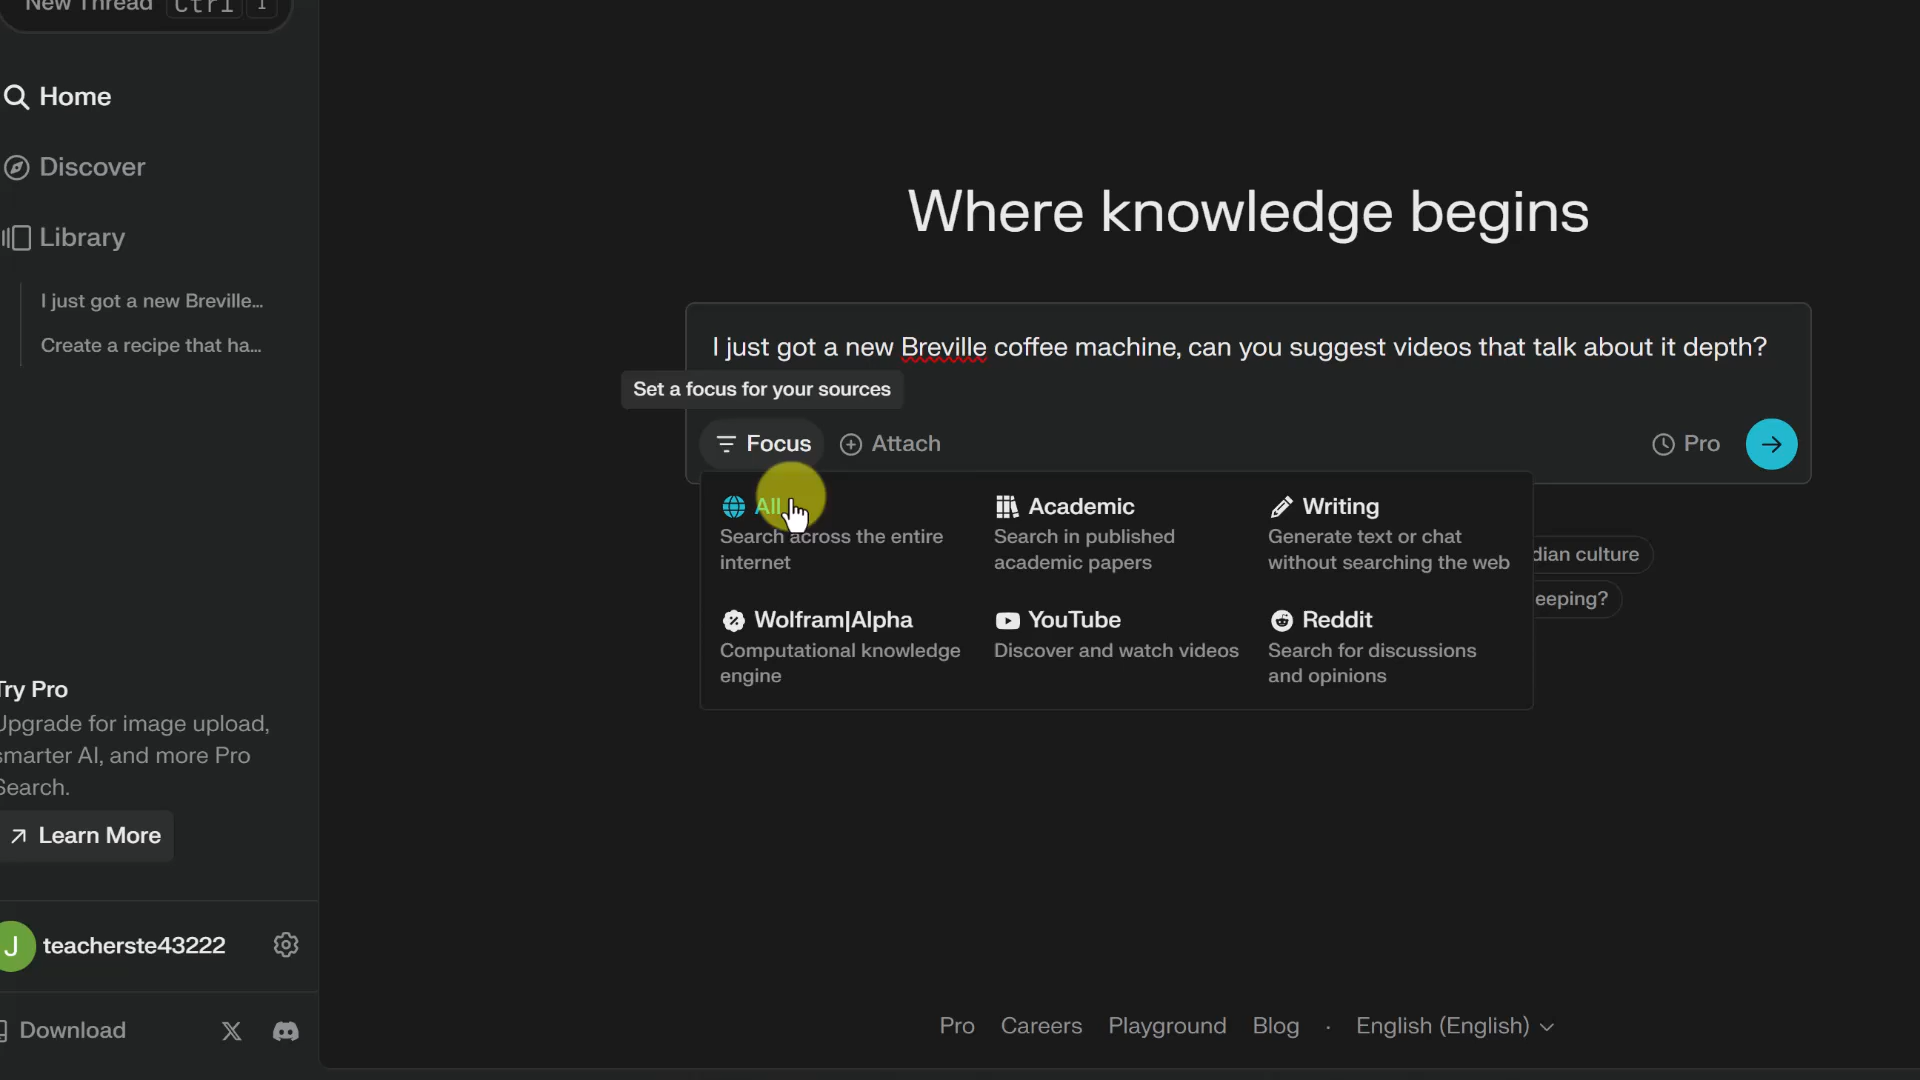 New Thread Ctrl I
Home
Discover
Library
I just got a new Breville...
Create a recipe that ha...
Try Pro
Upgrade for image upload,
smarter AI, and more Pro
Search.
Learn More
J teacherste43222
Download
Where knowledge begins
I just got a new Breville coffee machine, can you suggest videos that talk about it depth?
Set a focus for your sources
Focus Attach Pro
All
Search across the entire
internet
Academic
Search in published
academic papers
Writing
Generate text or chat
without searching the web
Wolfram|Alpha
Computational knowledge
engine
YouTube
Discover and watch videos
Reddit
Search for discussions
and opinions
dian culture
eeping?
Pro Careers Playground Blog · English (English)